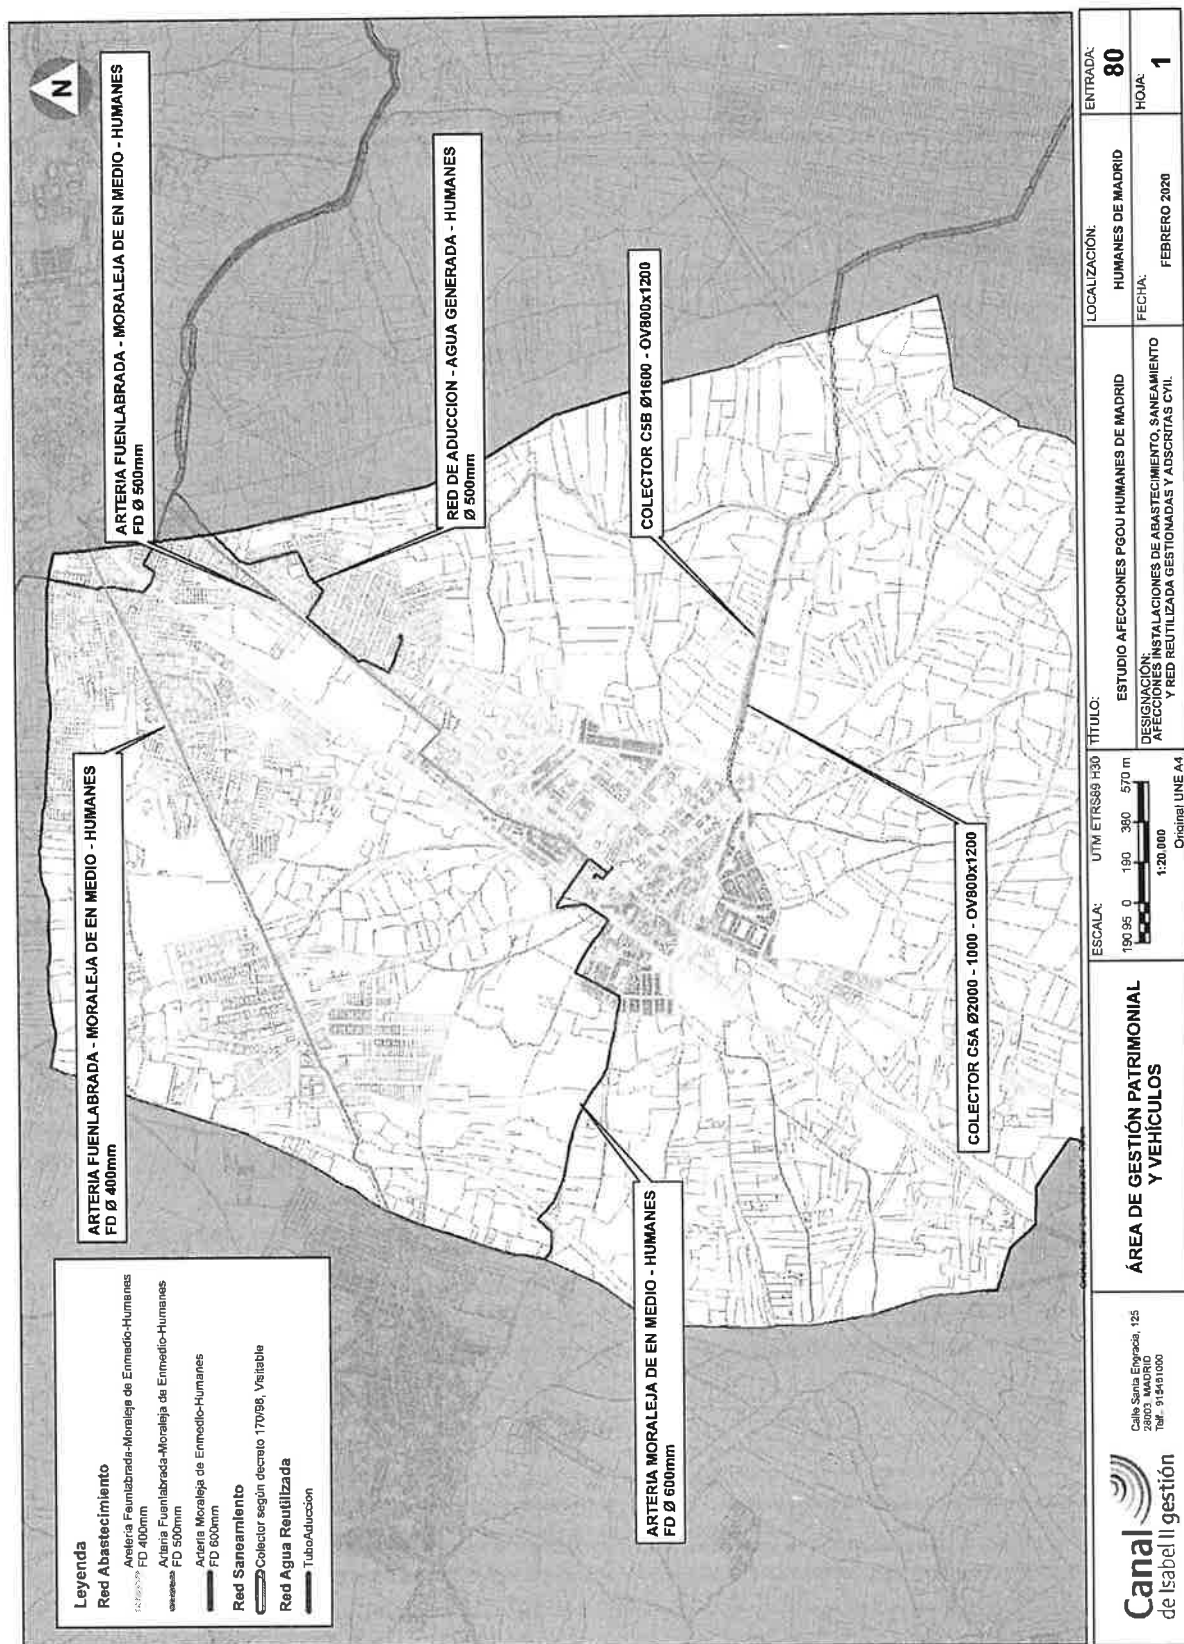 Leyenda
Red Abastecimiento
Areteria Feunlabrada-Moraleja de Enmedio-Humanes
FD 400mm
Arteria Fuenlabrada-Moraleja de Enmedio-Humanes
FD 500mm
Arteria Moraleja de Enmedio-Humanes
FD 600mm
Red Saneamiento
Colector según decreto 170/98, Visitable
Red Agua Reutilizada
TuboAduccion
ARTERIA FUENLABRADA - MORALEJA DE EN MEDIO - HUMANES
FD Ø 400mm
ARTERIA FUENLABRADA - MORALEJA DE EN MEDIO - HUMANES
FD Ø 500mm
N
RED DE ADUCCION - AGUA GENERADA - HUMANES
Ø 500mm
ARTERIA MORALEJA DE EN MEDIO - HUMANES
FD Ø 600mm
COLECTOR C5B Ø1600 - OV800x1200
COLECTOR C5A Ø2000 - 1000 - OV800x1200
Canal
de Isabel II gestión
Calle Santa Engracia, 125
28003 MADRID
Telf.- 915451000
ÁREA DE GESTIÓN PATRIMONIAL
Y VEHÍCULOS
ESCALA:
UTM ETRS89 H30
190 95 0 190 380 570 m
1:20.000
Original UNE A4
TÍTULO:
ESTUDIO AFECCIONES PGOU HUMANES DE MADRID
DESIGNACIÓN:
AFECCIONES INSTALACIONES DE ABASTECIMIENTO, SANEAMIENTO
Y RED REUTILIZADA GESTIONADAS Y ADSCRITAS CYII.
LOCALIZACIÓN:
HUMANES DE MADRID
FECHA:
FEBRERO 2020
ENTRADA:
80
HOJA:
1